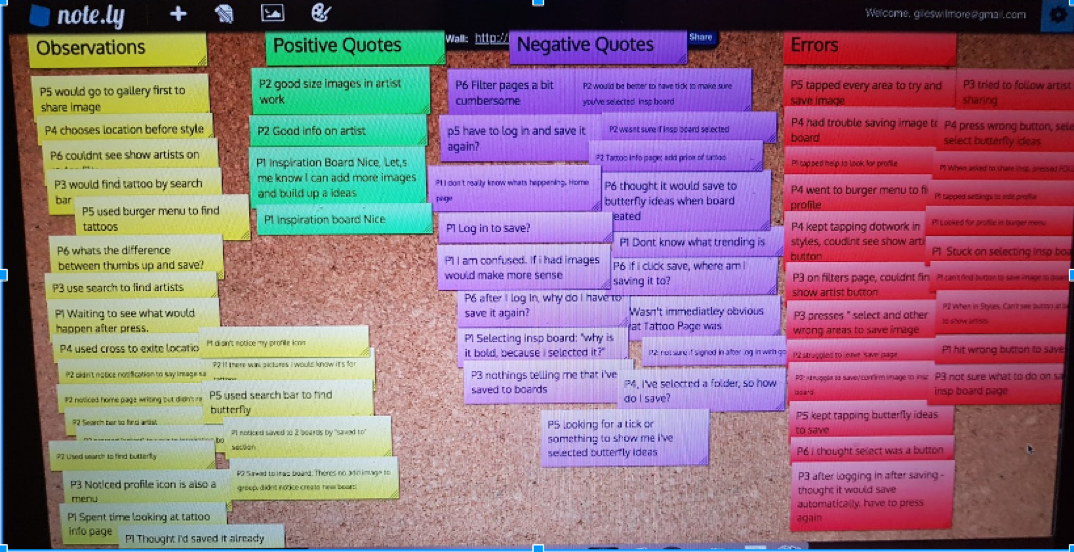 note.ly
Welcome, gileswilmore@gmail.com
Wall: http://
Share
Observations
P5 would go to gallery first to
share image
P4 chooses location before style
P6 couldnt see show artists on
P3 would find tattoo by search
bar
P5 used burger menu to find
tattoos
P6 whats the difference
between thumbs up and save?
P3 use search to find artists
P1 Waiting to see what would
happen after press.
P4 used cross to exite locatio
P1 didn't notice my profile icon
P2 if there was pictures i would know it's for
P2 didn't notice notification to say image sa
P5 used search bar to find
butterfly
P2 noticed home page writing but didn't re
P2 Search bar to find artist
P1 noticed saved to 2 boards by "saved to"
section
P2 Used search to find butterfly
P2 Saved to insp board. Theres no add image to
group, didnt notice create new board
P3 Noticed profile icon is also a
menu
P1 Spent time looking at tattoo
info page
P1 Thought i'd saved it already
Positive Quotes
P2 good size images in artist
work
P2 Good info on artist
P1 Inspiration Board Nice, Let,s
me know I can add more images
and build up a ideas
P1 Inspiration board Nice
Negative Quotes
P6 Filter pages a bit
cumbersome
P2 would be better to have tick to make sure
you've selected insp board
p5 have to log in and save it
again?
P2 wasnt sure if insp board selected
P2 Tattoo info page; add price of tattoo
P1 I don't really know whats happening, Home
page
P6 thought it would save to
butterfly ideas when board
eated
P1 Log in to save?
P1 Dont know what trending is
P1 I am confused. If i had images
would make more sense
P6 If i click save, where am i
saving it to?
P6 after I log in, why do I have to
save it again?
Wasn't immediatley obvious
at Tattoo Page was
P1 Selecting insp board: "why is
it bold, because i selected it?"
P2: not sure if signed in after log in with go
P3 nothings telling me that i've
saved to boards
P4, i've selected a folder, so how
do I save?
P5 looking for a tick or
something to show me i've
selected butterfly ideas
Errors
P5 tapped every area to try and
save image
P3 tried to follow artist
sharing
P4 had trouble saving image to
board
P4 press wrong button, sele
select butterfly ideas
P1 tapped help to look for profile
P1 When asked to share insp, pressed
P4 went to burger menu to fi
profile
P1 tapped settings to edit profile
P4 kept tapping dotwork in
styles, coudlnt see show arti
button
P1 Looked for profile in burger menu
P1 Stuck on selecting insp boa
P3 on filters page, couldnt fin
show artist button
P1 can't find button to save image to board
P3 presses " select and other
wrong areas to save image
P2 When in Styles, Can't see button at b
to show artists
P2 struggled to leave 'save' page
P1 hit wrong button to save
P2 struggle to save/confirm image to insp
board
P3 not sure what to do on sa
insp board page
P5 kept tapping butterfly ideas
to save
P6 i thought select was a button
P3 after logging in after saving -
thought it would save
automatically, have to press
again